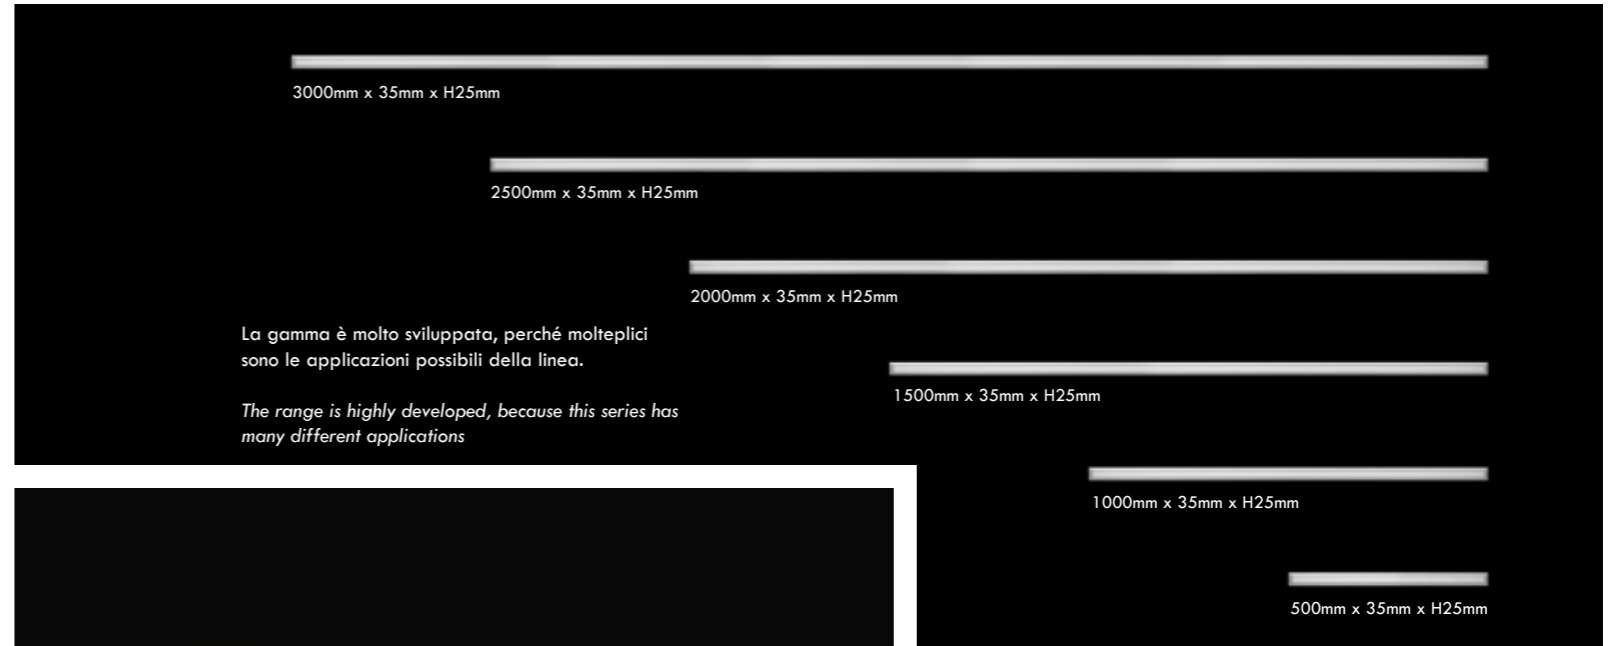 3000mm x 35mm x H25mm
2500mm x 35mm x H25mm
2000mm x 35mm x H25mm
La gamma è molto sviluppata, perché molteplici
sono le applicazioni possibili della linea.
The range is highly developed, because this series has
many different applications
1500mm x 35mm x H25mm
1000mm x 35mm x H25mm
500mm x 35mm x H25mm